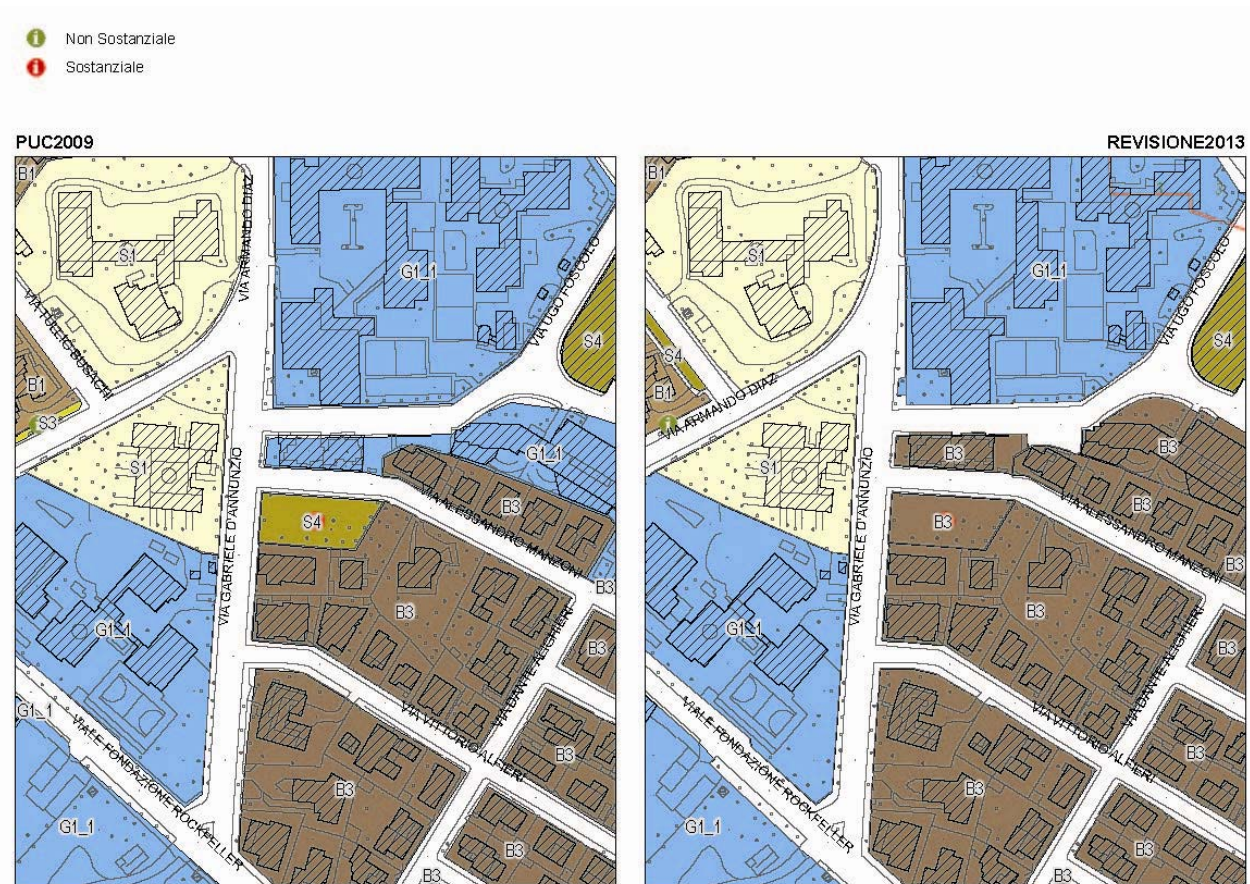 Non Sostanziale
Sostanziale
PUC2009
REVISIONE2013
B1
S1
VIA ARMANDO DIAZ
G1_1
VIA UGO FOSCOLO
VIA TULLIO BUSACHI
S4
B1
S3
S1
G1_1
VIA GABRIELE D'ANNUNZIO
S4
VIA ALESSANDRO MANZONI
B3
B3
B3
G1_1
VIA DANTE ALIGHIERI
B3
G1_1
VIALE FONDAZIONE ROCKFELLER
VIA VITTORIO ALFIERI
B3
B3
G1_1
B3
B3
B1
S1
G1_1
VIA UGO FOSCOLO
S4
S4
B1
VIA ARMANDO DIAZ
S1
B3
B3
VIA GABRIELE D'ANNUNZIO
B3
VIA ALESSANDRO MANZONI
B3
B3
B3
G1_1
VIA DANTE ALIGHIERI
B3
VIALE FONDAZIONE ROCKFELLER
VIA VITTORIO ALFIERI
B3
B3
G1_1
B3
B3